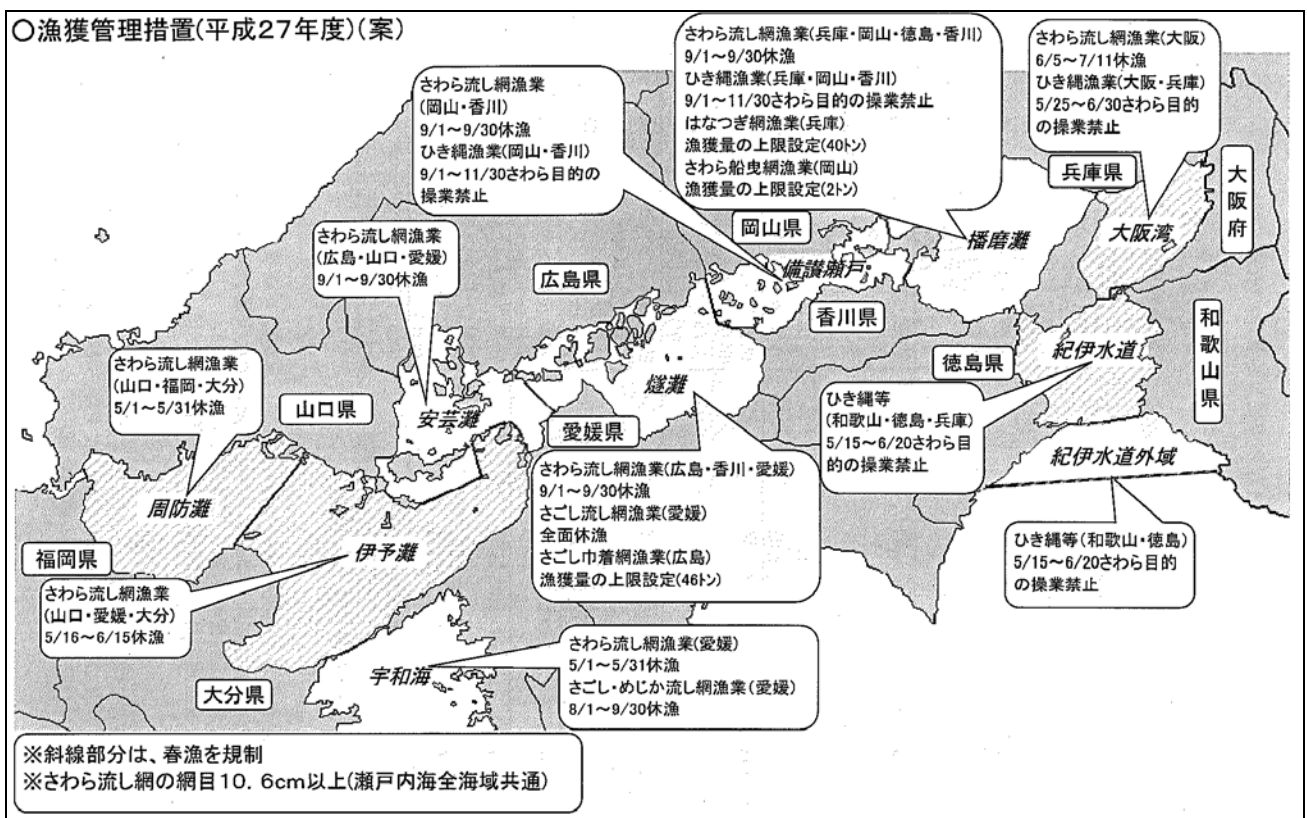 ○漁獲管理措置(平成27年度)(案)
さわら流し網漁業
(岡山・香川)
9/1～9/30休漁
ひき縄漁業(岡山・香川)
9/1～11/30さわら目的の
操業禁止
さわら流し網漁業(兵庫・岡山・徳島・香川)
9/1～9/30休漁
ひき縄漁業(兵庫・岡山・香川)
9/1～11/30さわら目的操業禁止
はなつぎ網漁業(兵庫)
漁獲量の上限設定(40トン)
さわら船曳網漁業(岡山)
漁獲量の上限設定(2トン)
さわら流し網漁業(大阪)
6/5～7/11休漁
ひき縄漁業(大阪・兵庫)
5/25～6/30さわら目的
の操業禁止
兵庫県
大阪府
岡山県
播磨灘
大阪湾
さわら流し網漁業
(広島・山口・愛媛)
9/1～9/30休漁
広島県
備讃瀬戸
香川県
和歌山県
徳島県
紀伊水道
さわら流し網漁業
(山口・福岡・大分)
5/1～5/31休漁
山口県
安芸灘
燧灘
愛媛県
ひき縄等
(和歌山・徳島・兵庫)
5/15～6/20さわら目
的の操業禁止
紀伊水道外域
さわら流し網漁業(広島・香川・愛媛)
9/1～9/30休漁
さごし流し網漁業(愛媛)
全面休漁
さごし巾着網漁業(広島)
漁獲量の上限設定(46トン)
周防灘
伊予灘
福岡県
ひき縄等(和歌山・徳島)
5/15～6/20さわら目的
の操業禁止
さわら流し網漁業
(山口・愛媛・大分)
5/16～6/15休漁
さわら流し網漁業(愛媛)
5/1～5/31休漁
さごし・めじか流し網漁業(愛媛)
8/1～9/30休漁
宇和海
大分県
※斜線部分は、春漁を規制
※さわら流し網の網目10．6cm以上(瀬戸内海全海域共通)